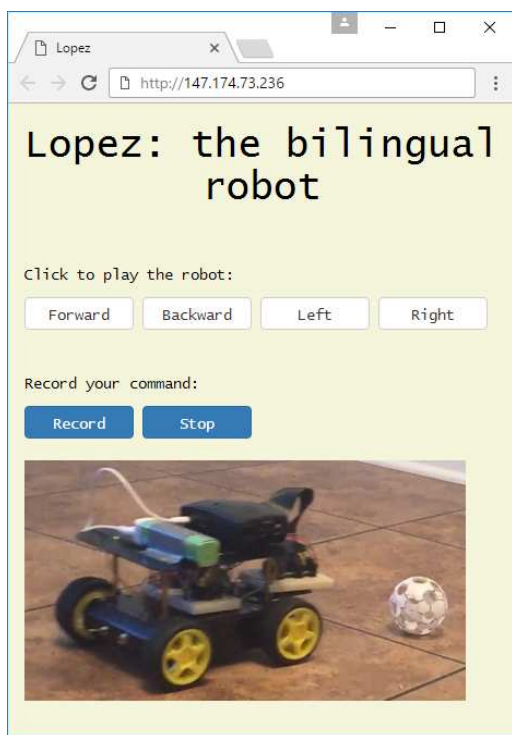 Lopez
http://147.174.73.236
Lopez: the bilingual
robot
Click to play the robot:
Forward Backward Left Right
Record your command:
Record Stop